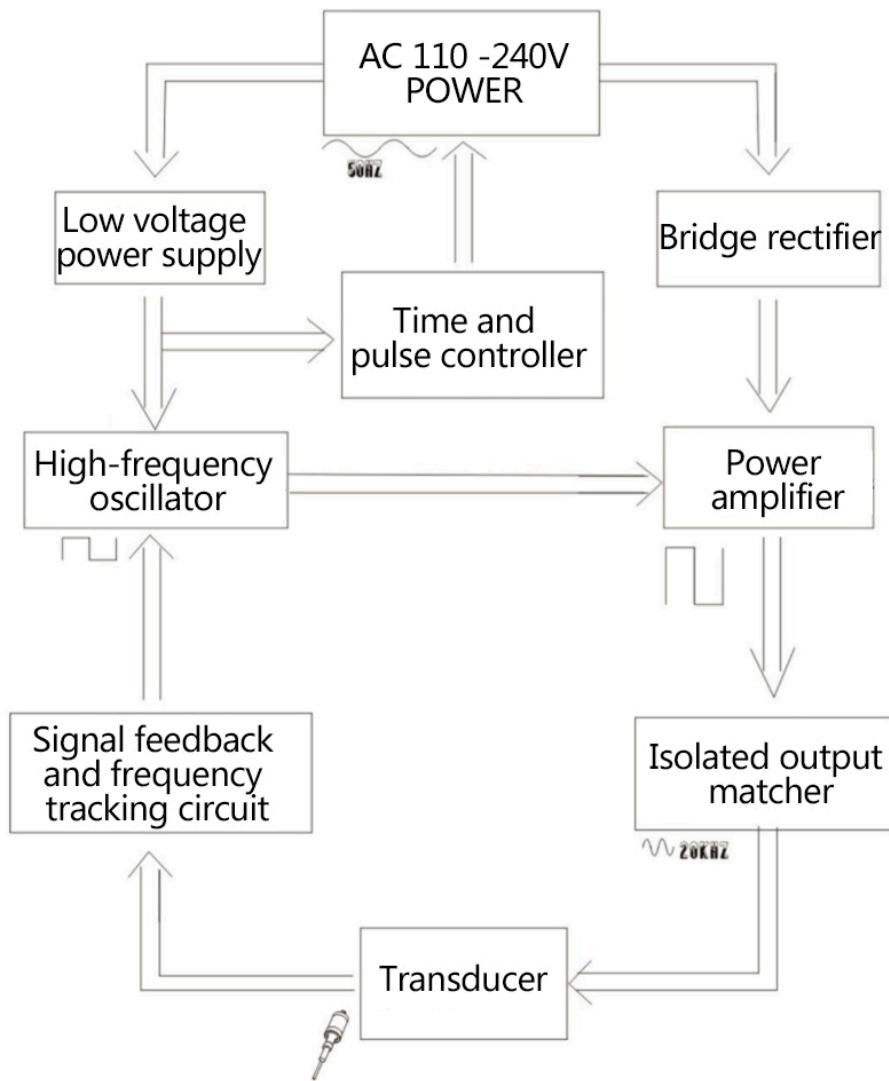 AC 110 -240V
POWER
50HZ
Low voltage
power supply
Bridge rectifier
Time and
pulse controller
High-frequency
oscillator
Power
amplifier
Signal feedback
and frequency
tracking circuit
Isolated output
matcher
20KHZ
Transducer